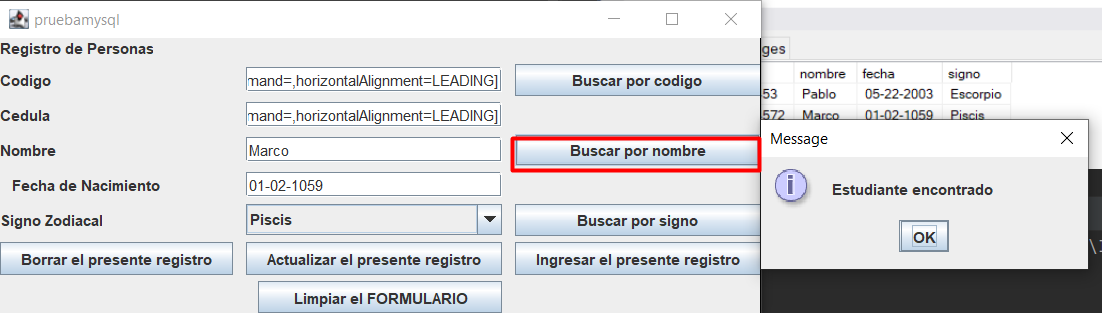 pruebamysql
Registro de Personas
Codigo
mand=,horizontalAlignment=LEADING]
Buscar por codigo
Cedula
mand=,horizontalAlignment=LEADING]
Nombre
Marco
Buscar por nombre
Fecha de Nacimiento
01-02-1059
Signo Zodiacal
Piscis
Buscar por signo
Borrar el presente registro
Actualizar el presente registro
Ingresar el presente registro
Limpiar el FORMULARIO
ges
nombre fecha signo
53 Pablo 05-22-2003 Escorpio
572 Marco 01-02-1059 Piscis
Message
Estudiante encontrado
OK